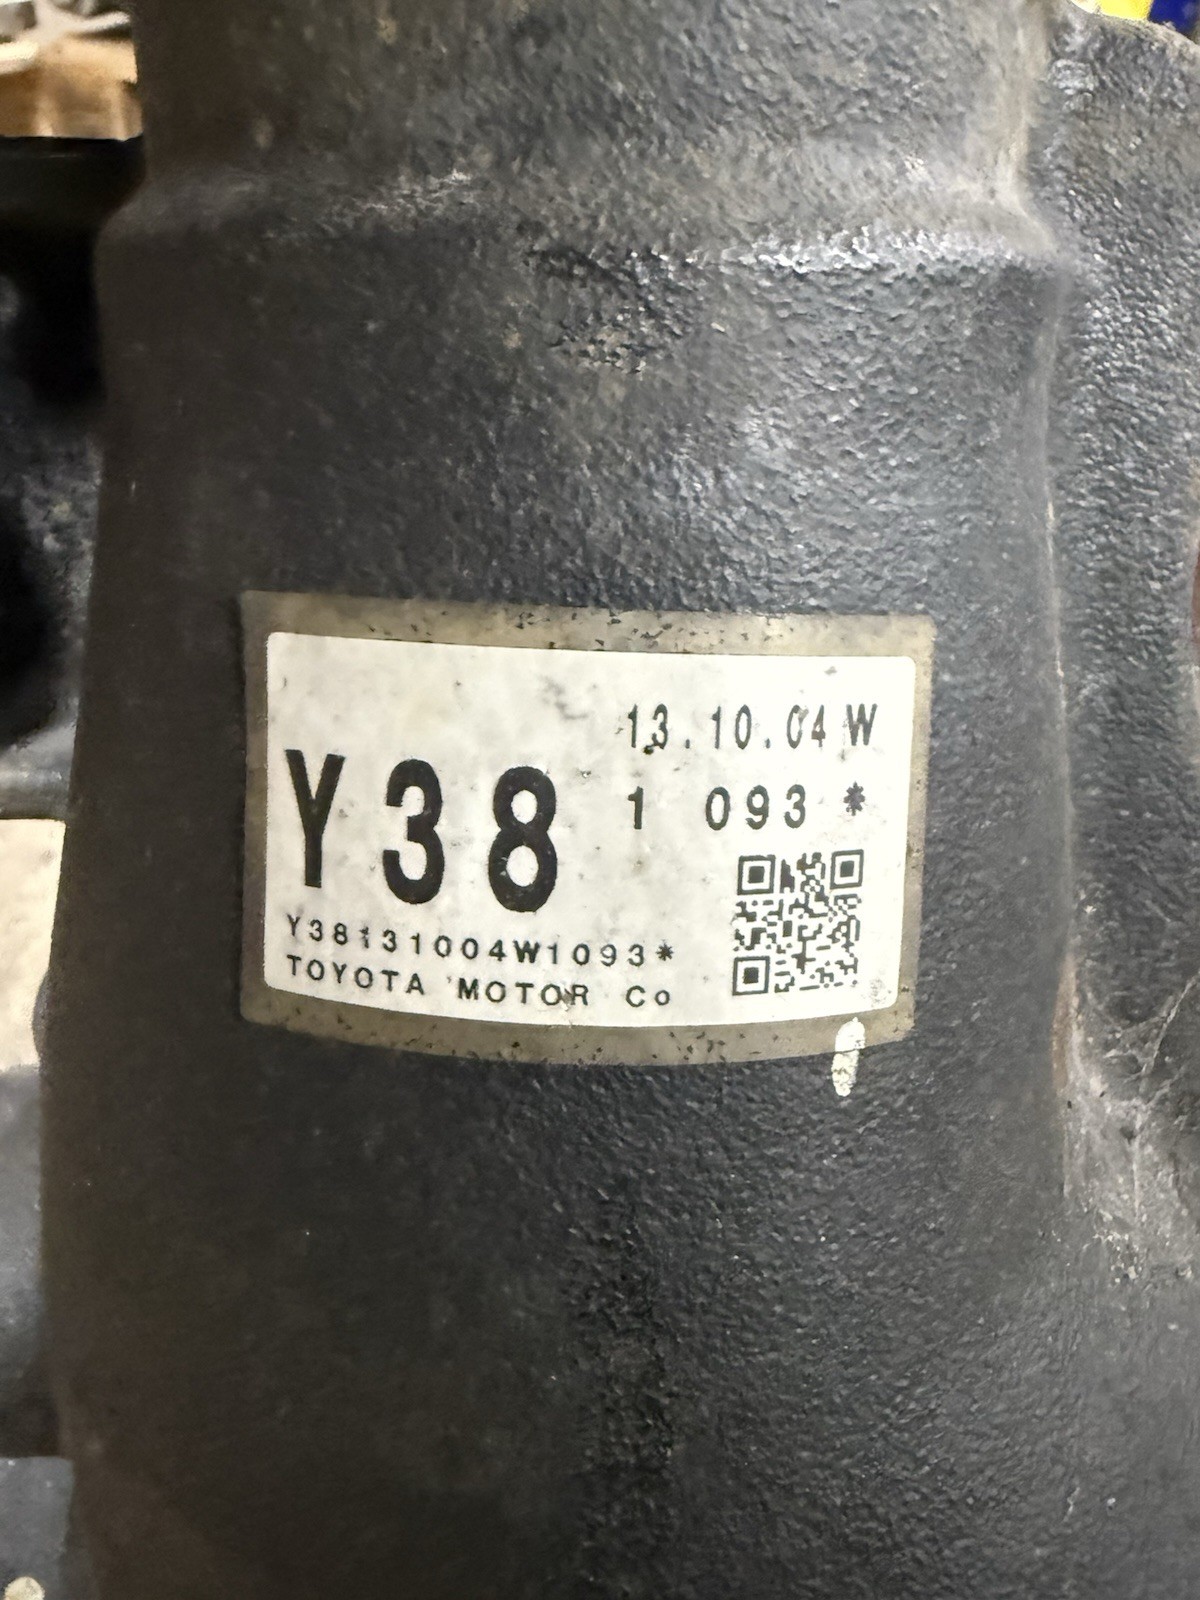 13.10.04 W
Y38 1 093 *
Y38131004W1093*
TOYOTA MOTOR Co